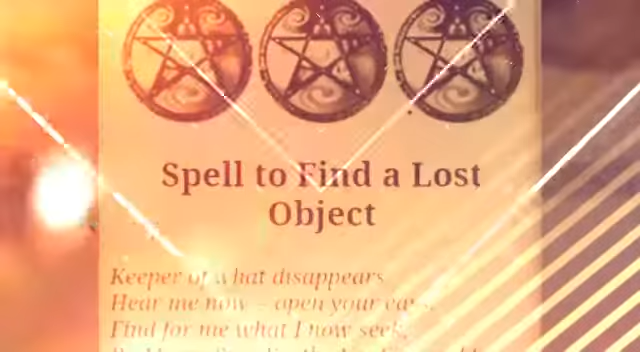 Spell to Find a Lost
Object
Keeper of what disappears
Hear me now – open your ears.
Find for me what I now seek,